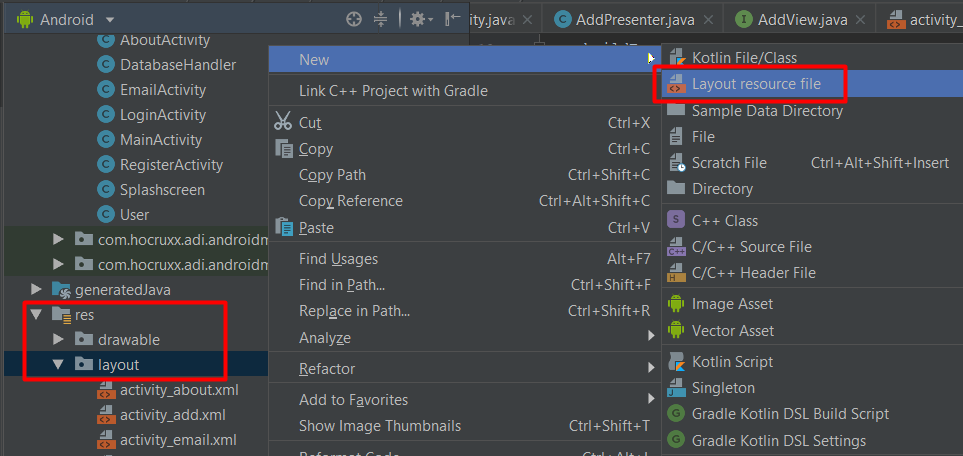 Android
ity.java
AddPresenter.java
AddView.java
activity_
AboutActivity
DatabaseHandler
EmailActivity
LoginActivity
MainActivity
RegisterActivity
Splashscreen
User
com.hocruxx.adi.androidm
com.hocruxx.adi.androidm
generatedJava
res
drawable
layout
activity_about.xml
activity_add.xml
activity_email.xml
New
Link C++ Project with Gradle
Cut Ctrl+X
Copy Ctrl+C
Copy Path Ctrl+Shift+C
Copy Reference Ctrl+Alt+Shift+C
Paste Ctrl+V
Find Usages Alt+F7
Find in Path... Ctrl+Shift+F
Replace in Path... Ctrl+Shift+R
Analyze
Refactor
Add to Favorites
Show Image Thumbnails Ctrl+Shift+T
Reformat Code Ctrl+Alt+L
Kotlin File/Class
Layout resource file
Sample Data Directory
File
Scratch File Ctrl+Alt+Shift+Insert
Directory
C++ Class
C/C++ Source File
C/C++ Header File
Image Asset
Vector Asset
Kotlin Script
Singleton
Gradle Kotlin DSL Build Script
Gradle Kotlin DSL Settings